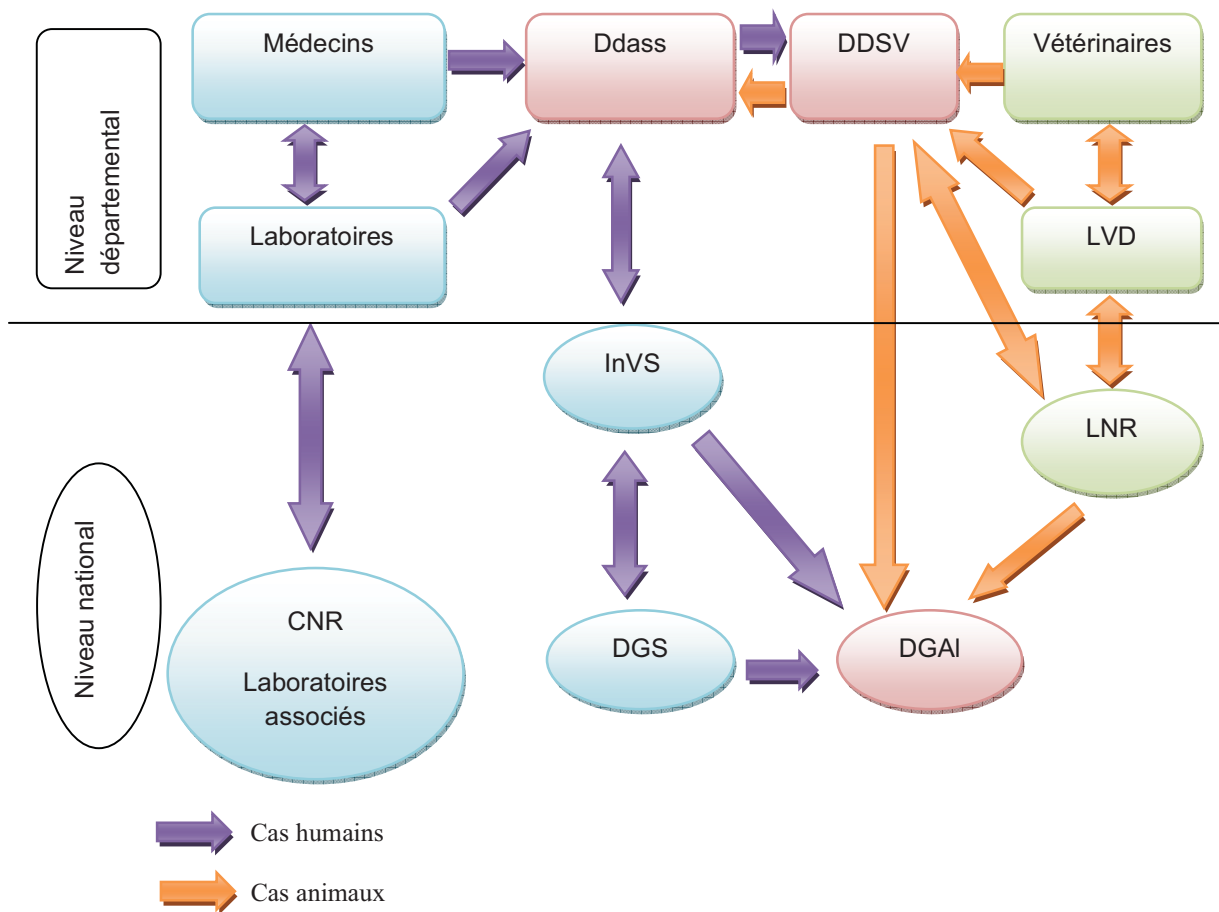 Niveau
départemental
Médecins
Ddass
DDSV
Vétérinaires
Laboratoires
LVD
Niveau national
InVS
LNR
CNR
Laboratoires
associés
DGS
DGAl
Cas humains
Cas animaux